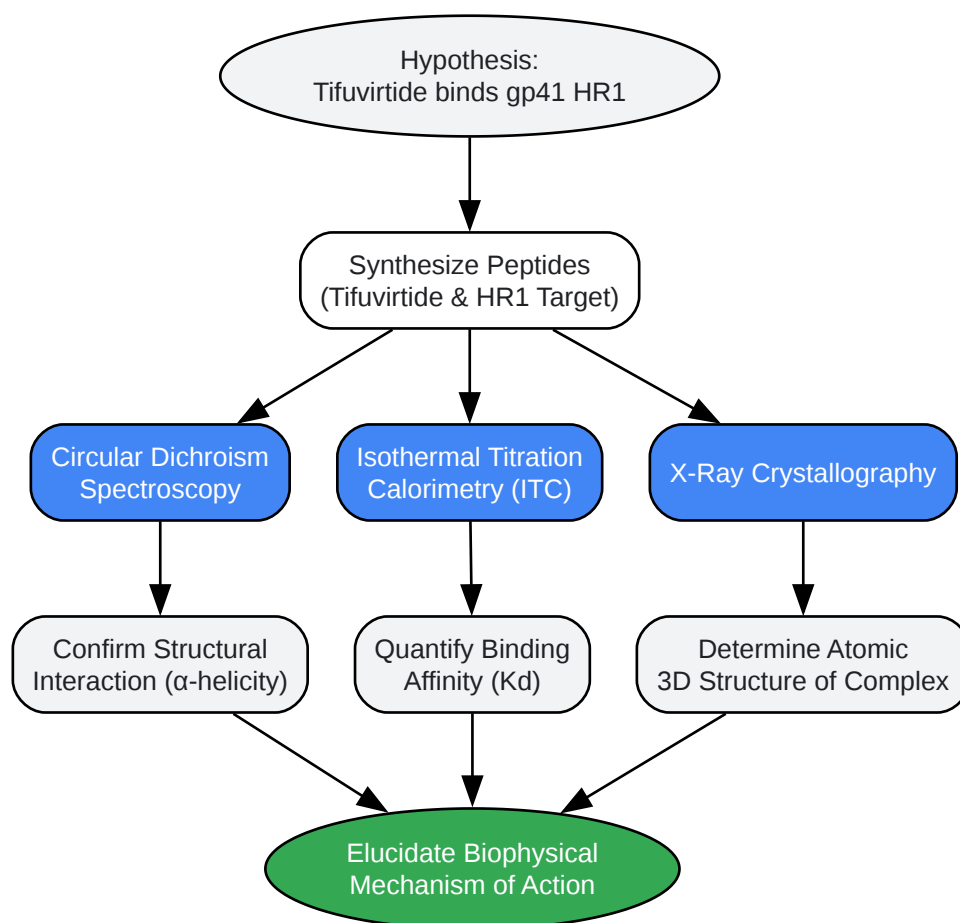 Hypothesis:
Tifuvirtide binds gp41 HR1
Synthesize Peptides
(Tifuvirtide & HR1 Target)
Circular Dichroism
Spectroscopy
Isothermal Titration
Calorimetry (ITC)
X-Ray Crystallography
Confirm Structural
Interaction (α-helicity)
Quantify Binding
Affinity (Kd)
Determine Atomic
3D Structure of Complex
Elucidate Biophysical
Mechanism of Action